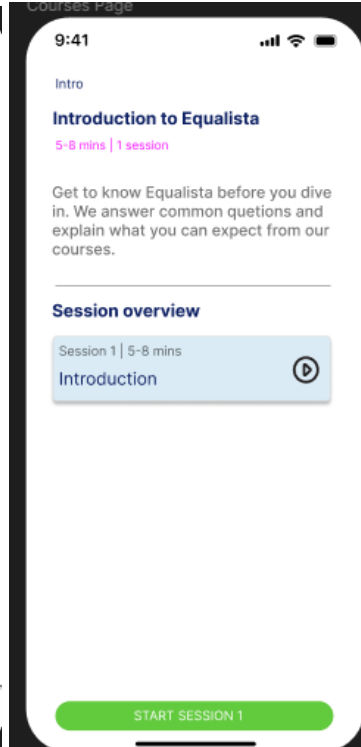 Courses Page
9:41
Intro
Introduction to Equalista
5-8 mins | 1 session
Get to know Equalista before you dive
in. We answer common quetions and
explain what you can expect from our
courses.
Session overview
Session 1 | 5-8 mins
Introduction
START SESSION 1